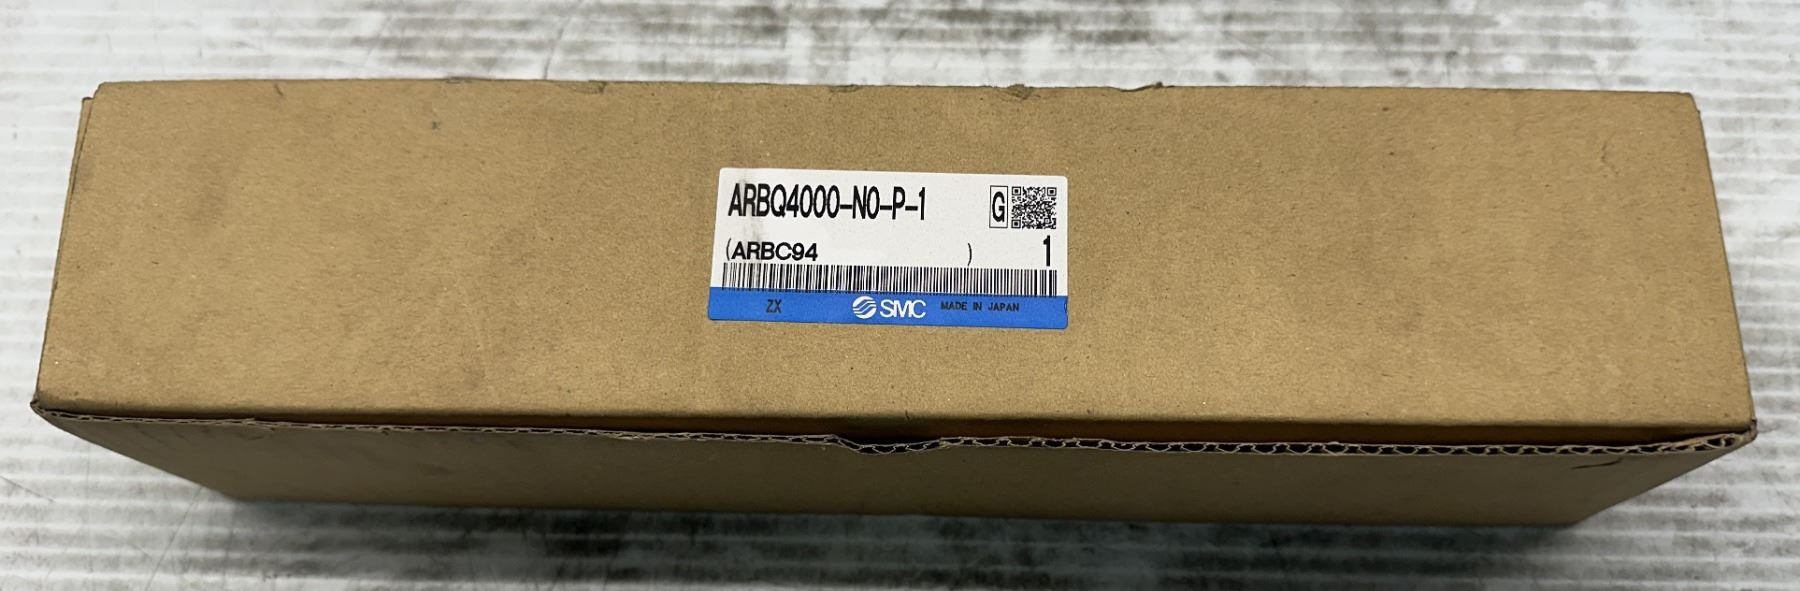 ARBQ4000-N0-P-1
G
(ARBC94 )
1
ZX SMC MADE IN JAPAN